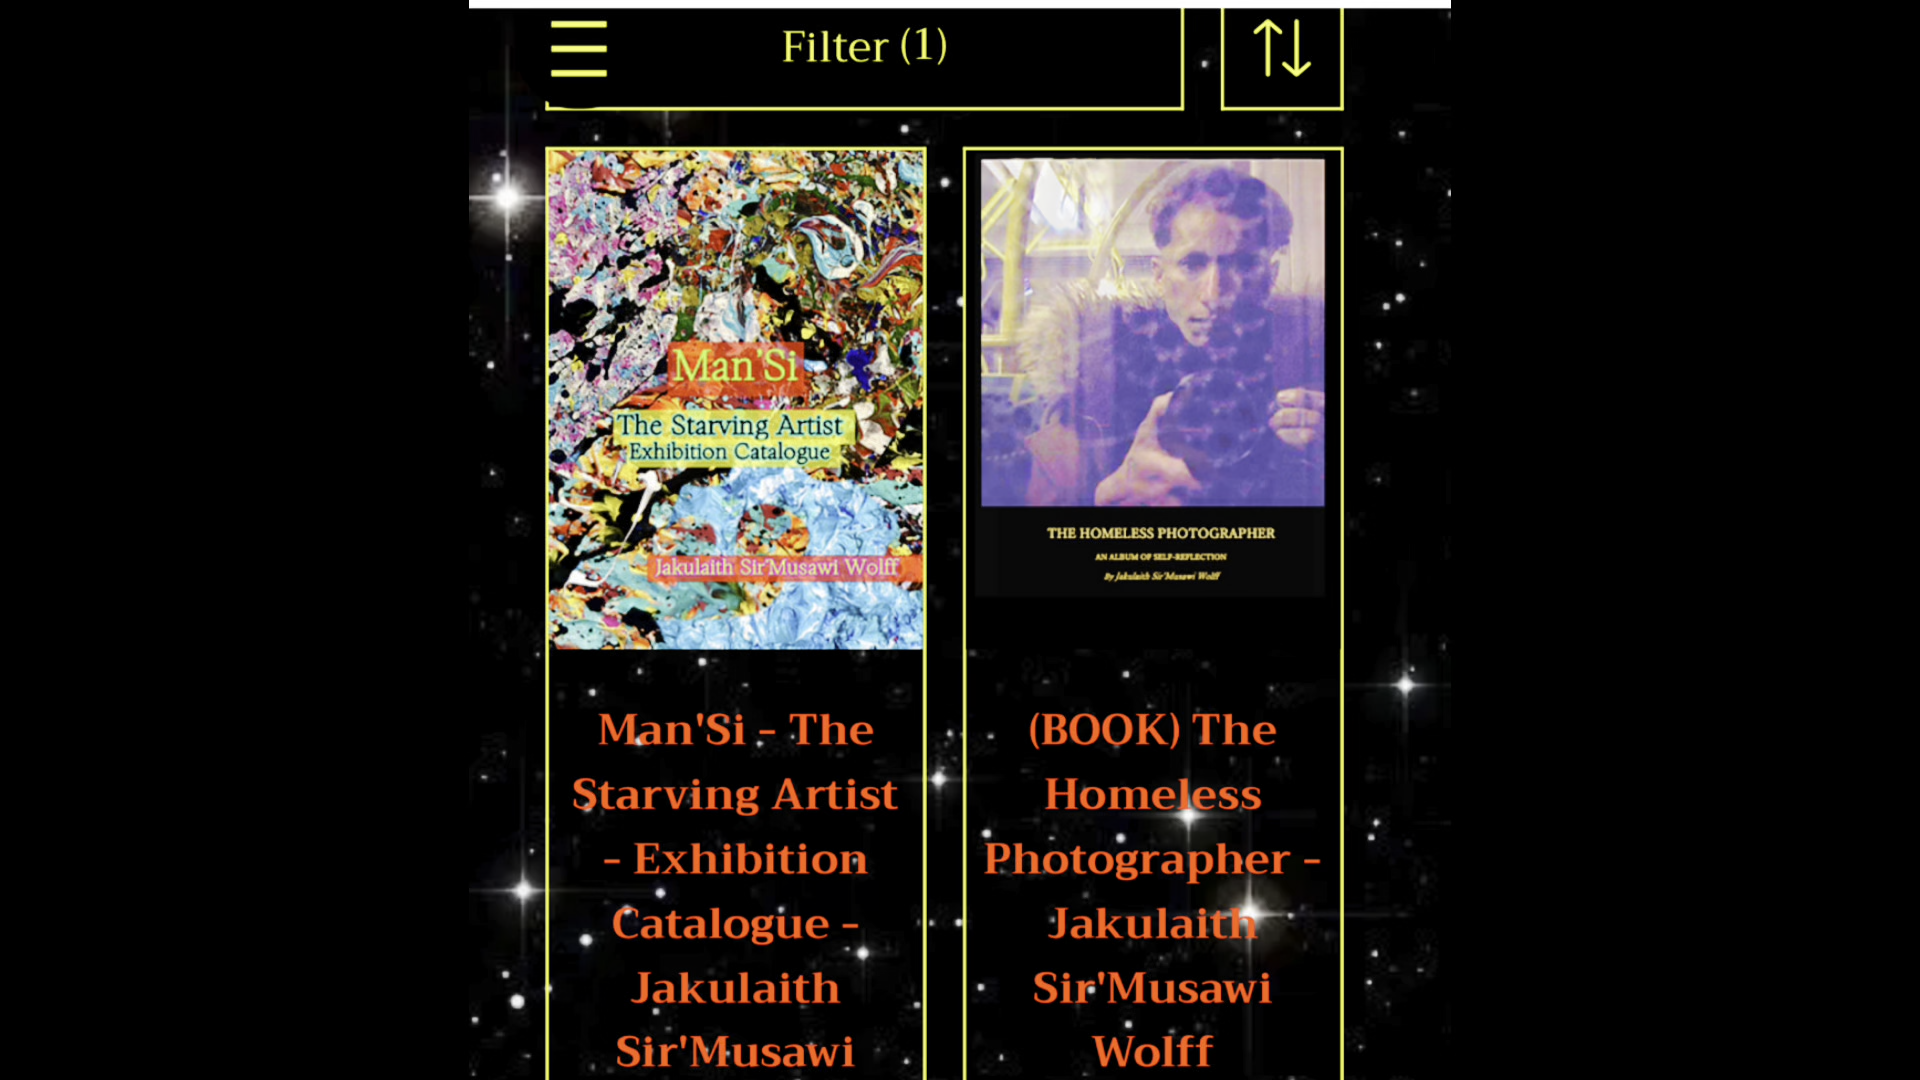 Filter (1)
Man'Si
The Starving Artist
Exhibition Catalogue
Jakulaith Sir'Musawi Wolff
THE HOMELESS PHOTOGRAPHER
AN ALBUM OF SELF-REFLECTION
By Jakulaith Sir'Musawi Wolff
Man'Si - The
Starving Artist
- Exhibition
Catalogue -
Jakulaith
Sir'Musawi
(BOOK) The
Homeless
Photographer -
Jakulaith
Sir'Musawi
Wolff